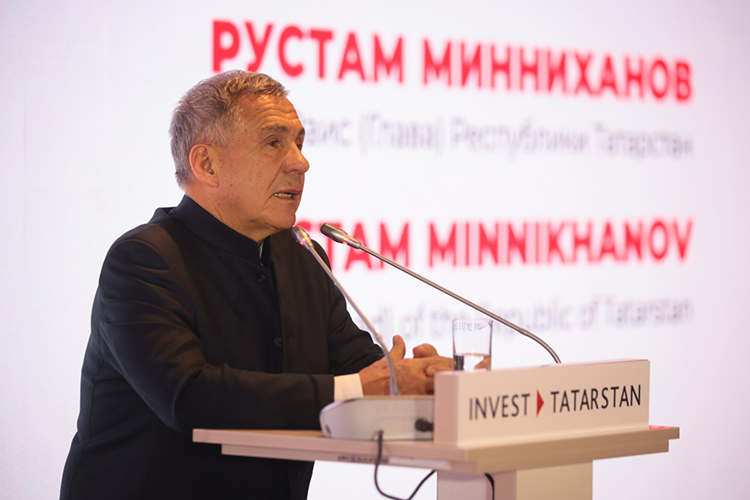 РУСТАМ МИННИХАНОВ
(Глава) Республики Татарстан
MINNIKHANOV
of the Republic of Tatarstan
INVEST TATARSTAN